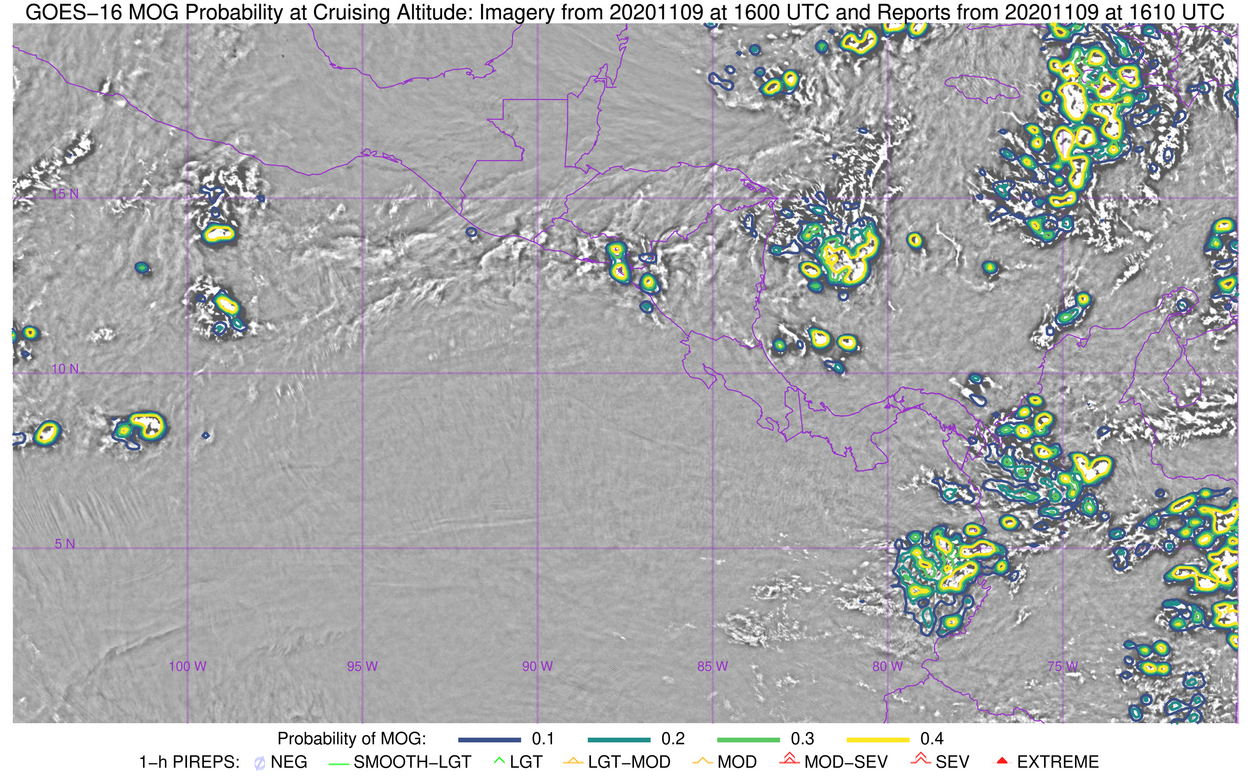 GOES−16 MOG Probability at Cruising Altitude: Imagery from 20201109 at 1600 UTC and Reports from 20201109 at 1610 UTC
15 N
10 N
5 N
100 W 95 W 90 W 85 W 80 W 75 W
Probability of MOG: 0.1 0.2 0.3 0.4
1−h PIREPS: NEG SMOOTH−LGT LGT LGT−MOD MOD MOD−SEV SEV EXTREME